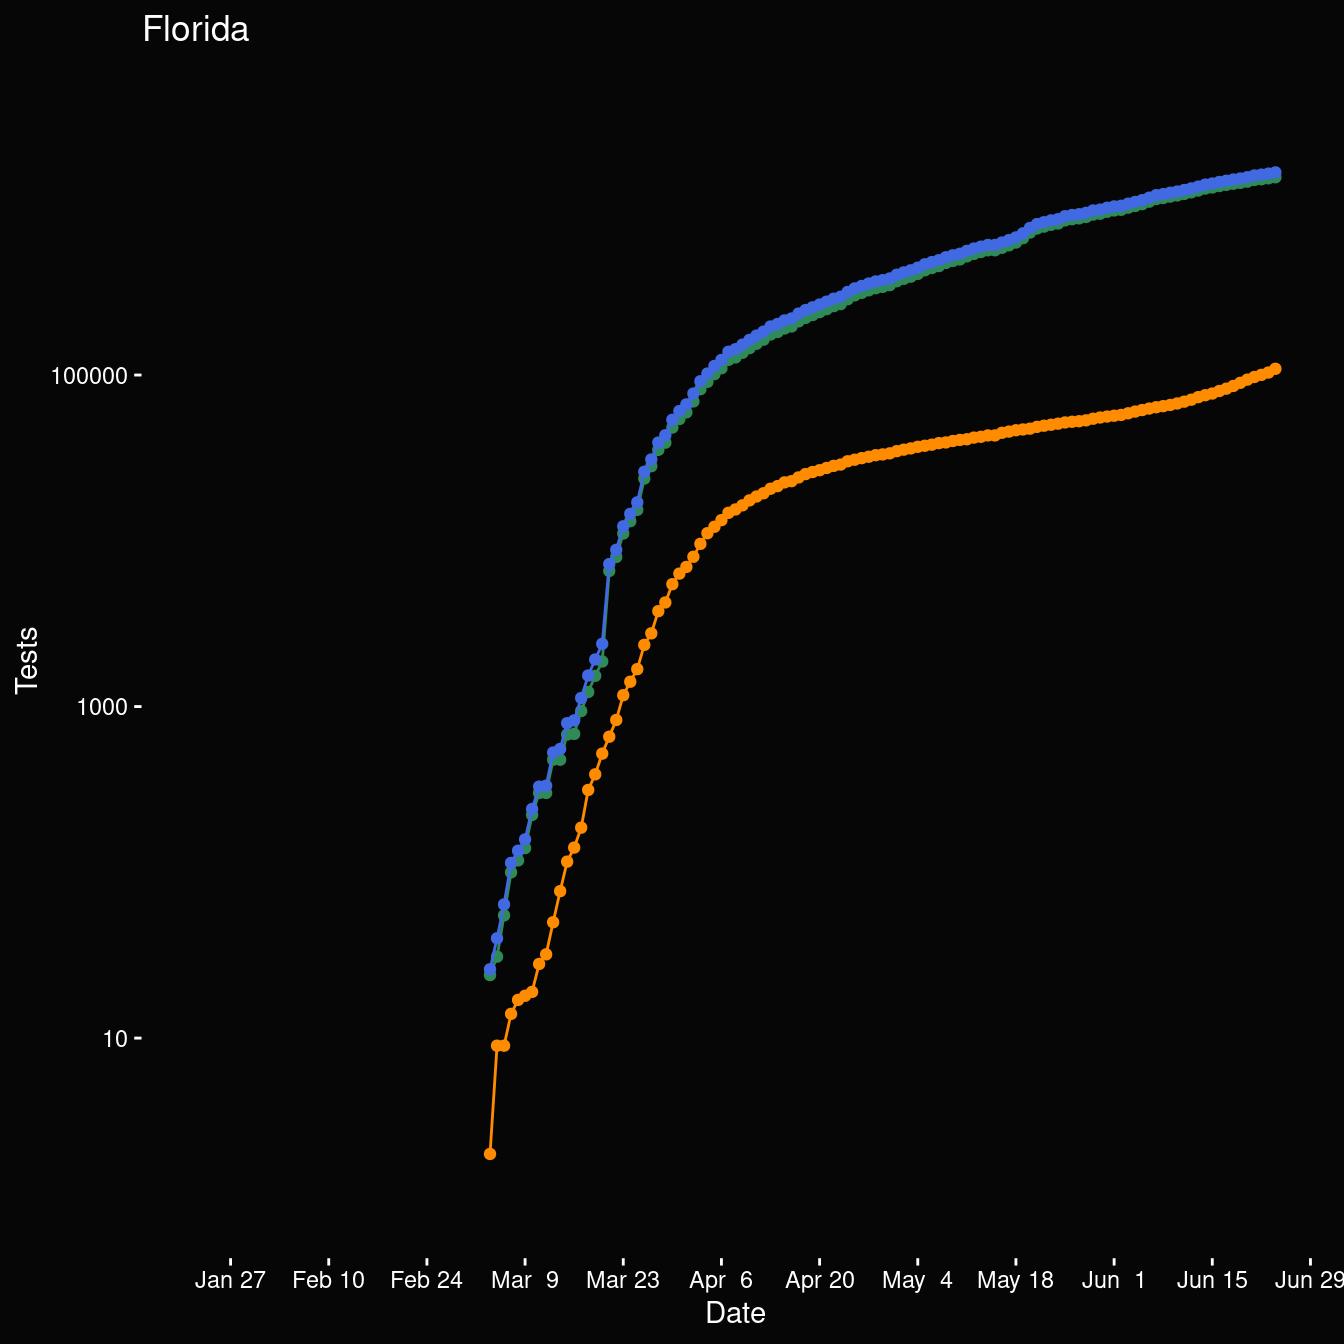 Florida
Tests
100000
1000
10
Jan 27
Feb 10
Feb 24
Mar  9
Mar 23
Apr  6
Apr 20
May  4
May 18
Jun  1
Jun 15
Jun 29
Date